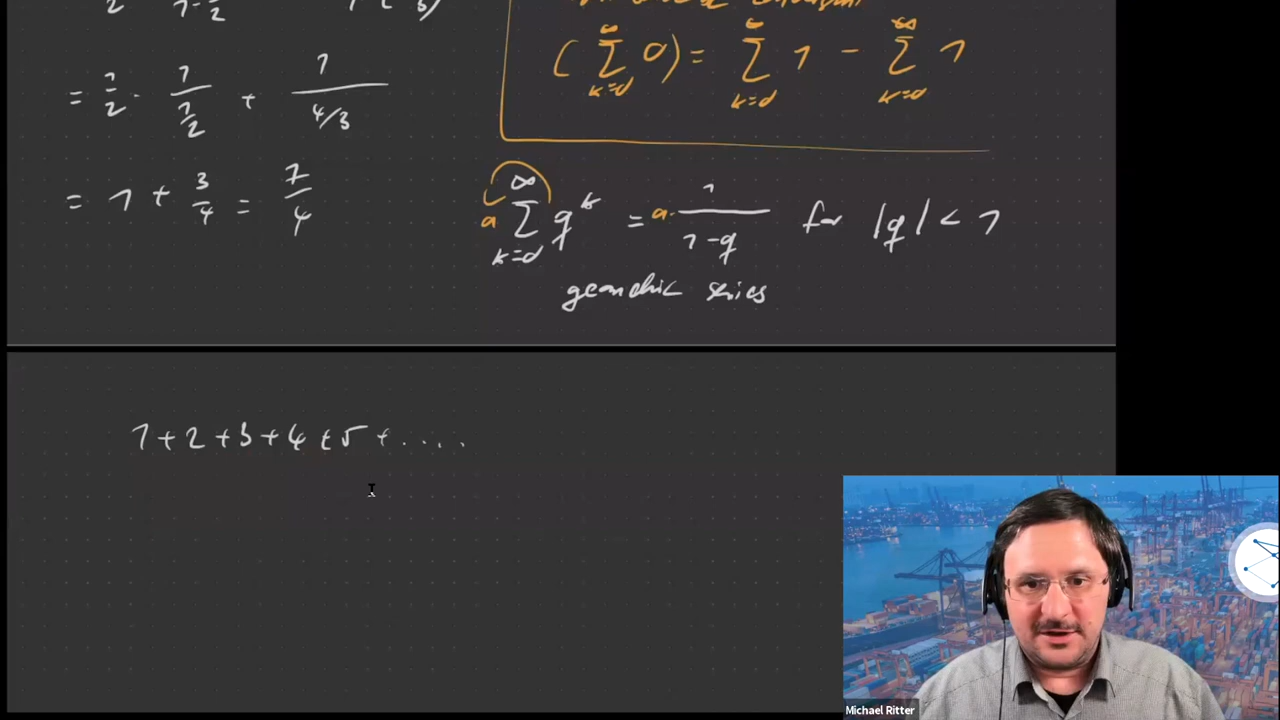 = 1/2 · 1/(1/2) + 1/(4/3)
= 1 + 3/4 = 7/4
( ∑_{k=0}^{∞} 0) = ∑_{k=0}^{∞} 1 − ∑_{k=0}^{∞} 1
a ∑_{k=0}^{∞} q^k = a · 1/(1-q) for |q| < 1
geometric series
1+2+3+4+5+....
Michael Ritter